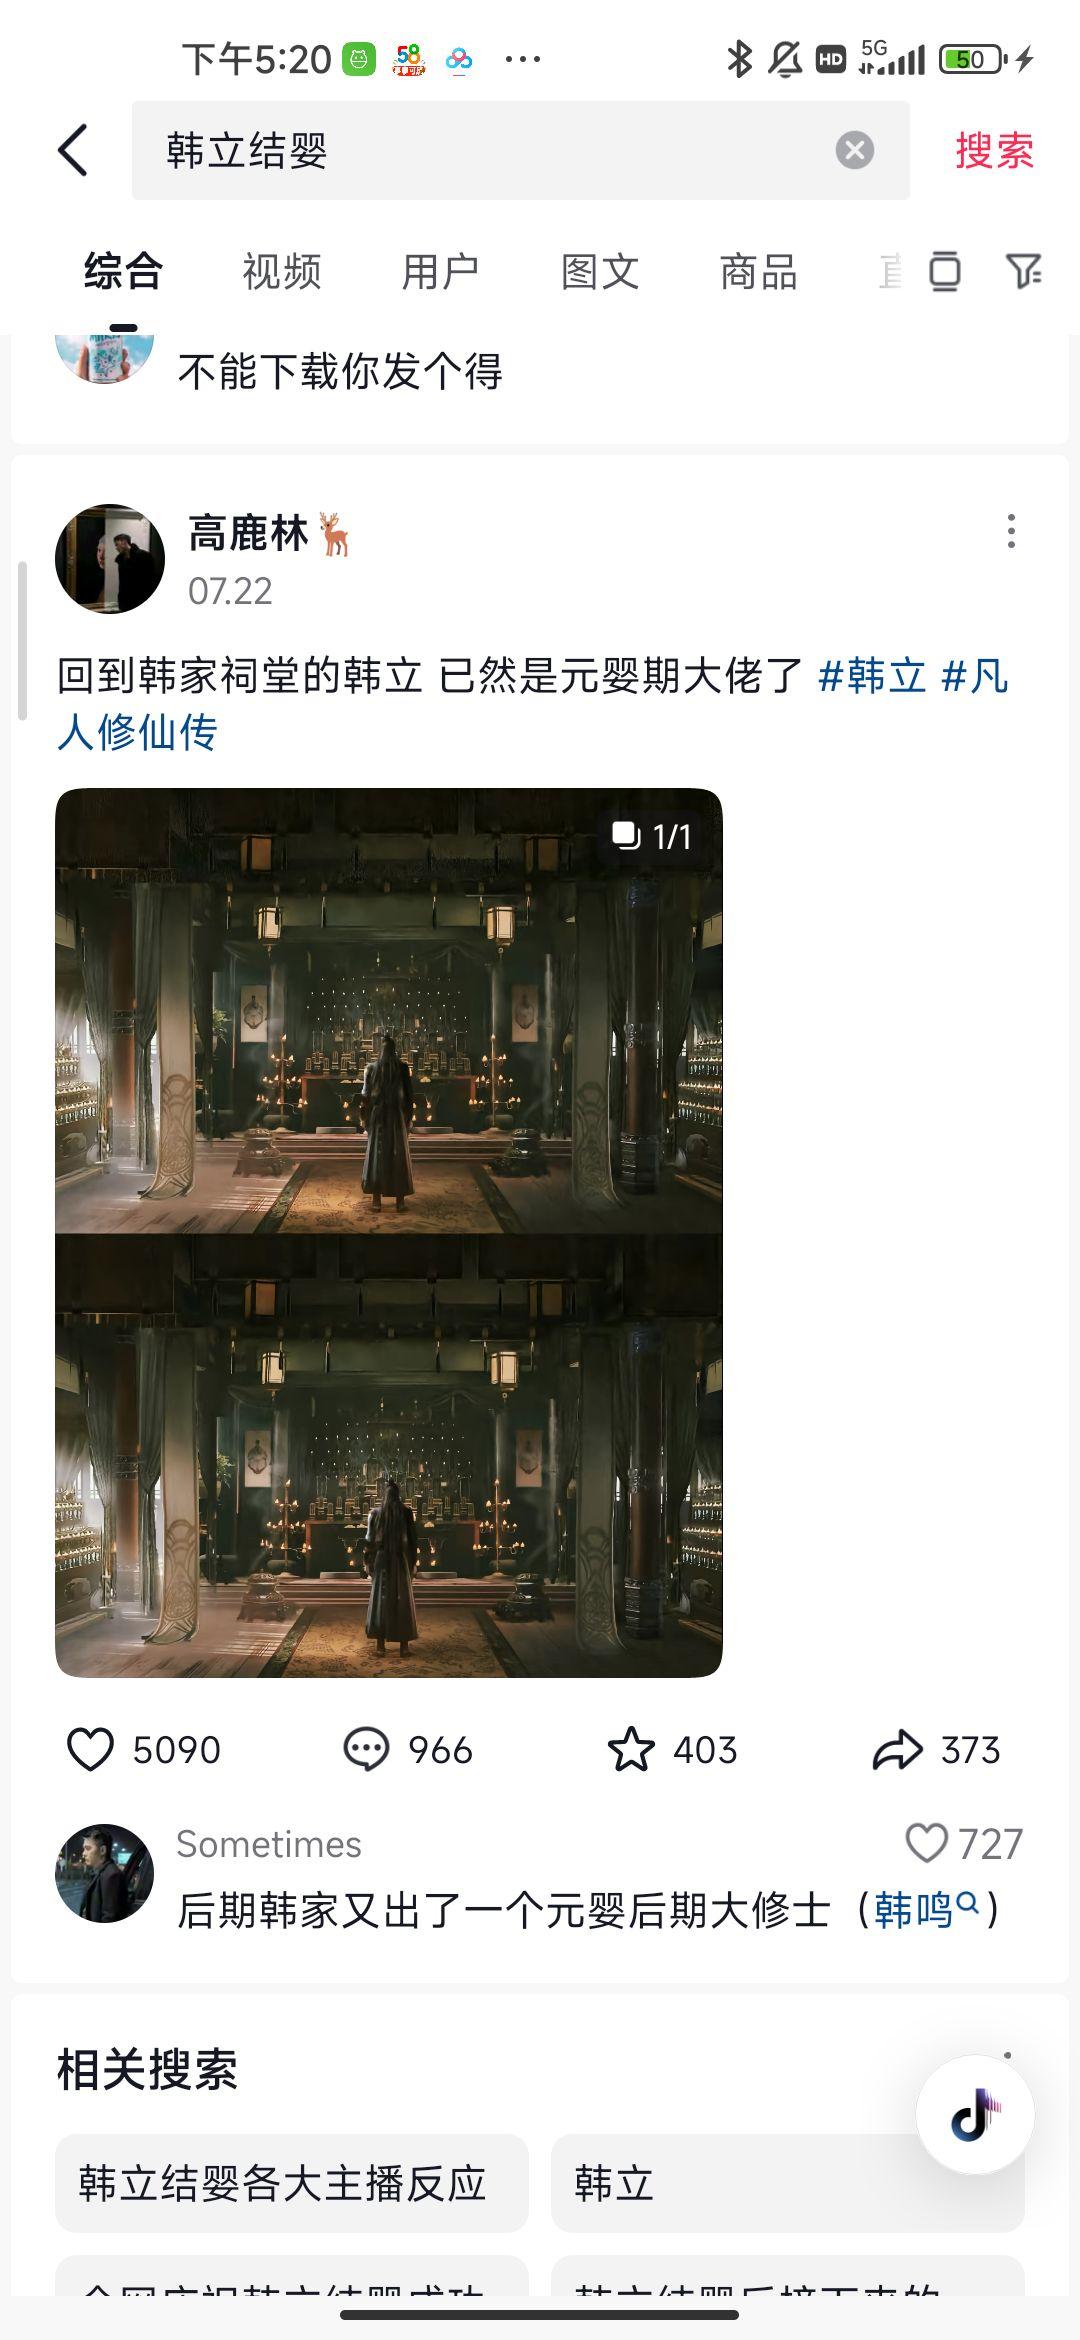 下午5:20
58
HD
5G
50
韩立结婴
搜索
综合
视频
用户
图文
商品
不能下载你发个得
高鹿林
07.22
回到韩家祠堂的韩立 已然是元婴期大佬了 #韩立 #凡
人修仙传
1/1
5090
966
403
373
Sometimes
727
后期韩家又出了一个元婴后期大修士（韩鸣）
相关搜索
韩立结婴各大主播反应
韩立